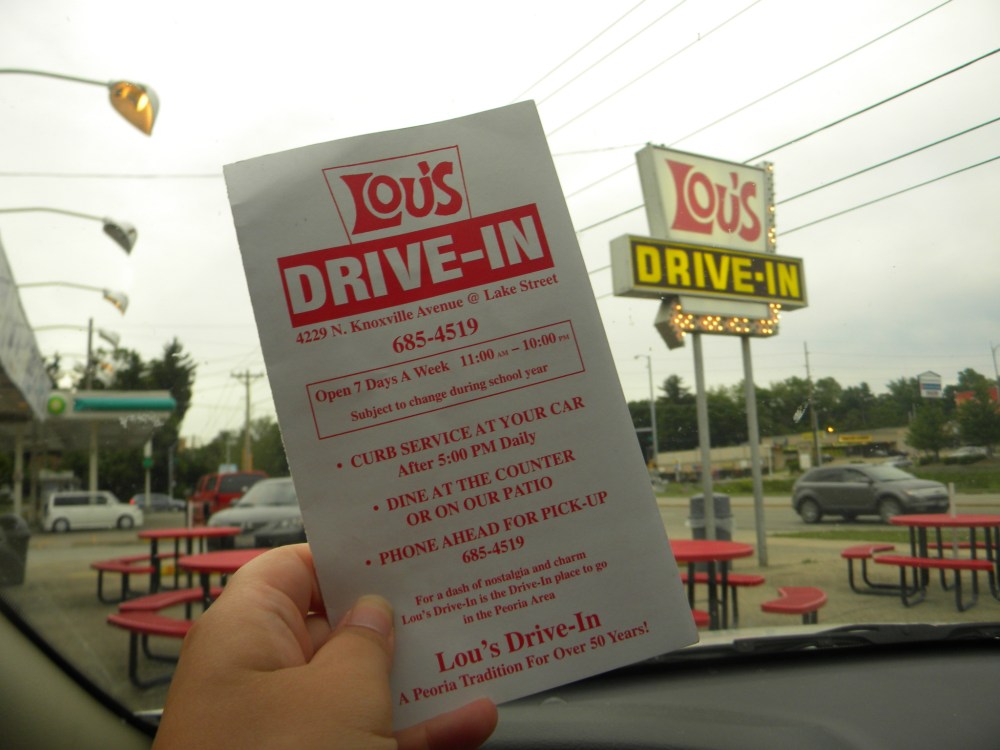 LOU'S
DRIVE-IN
4229 N. Knoxville Avenue @ Lake Street
685-4519
Open 7 Days A Week 11:00 AM – 10:00 PM
Subject to change during school year
• CURB SERVICE AT YOUR CAR
After 5:00 PM Daily
• DINE AT THE COUNTER
OR ON OUR PATIO
• PHONE AHEAD FOR PICK-UP
685-4519
For a dash of nostalgia and charm
Lou's Drive-In is the Drive-In place to go
in the Peoria Area
Lou's Drive-In
A Peoria Tradition For Over 50 Years!
LOU'S
DRIVE-IN
bp